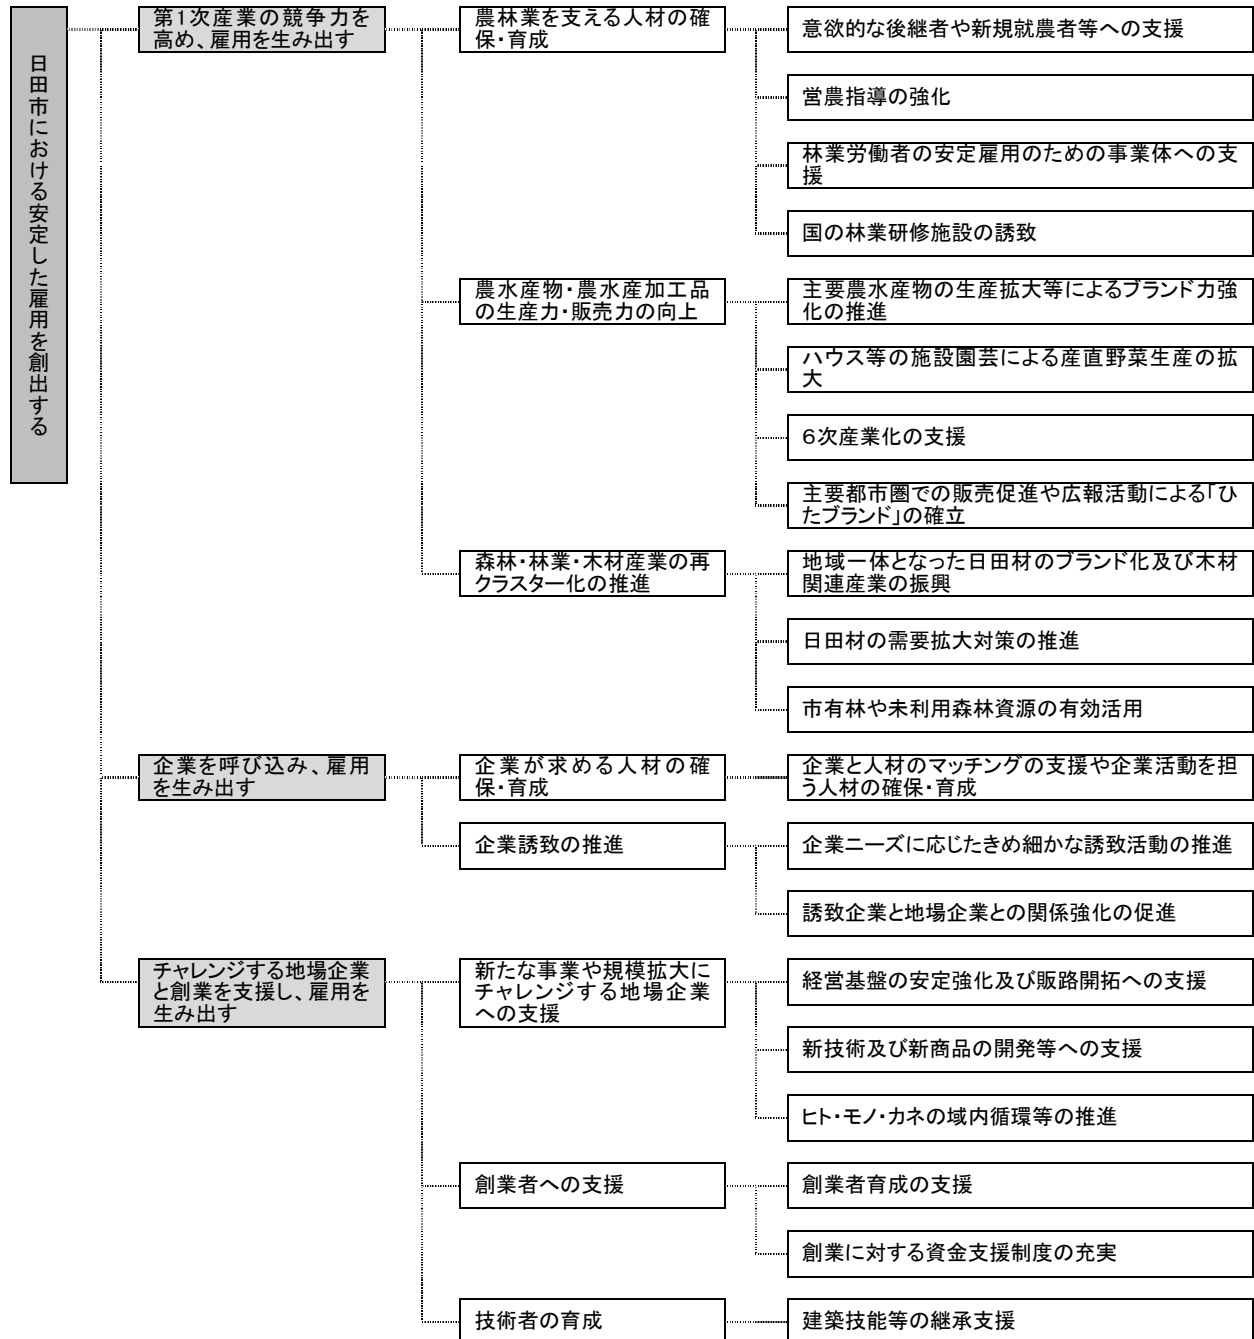 日田市における安定した雇用を創出する
第1次産業の競争力を
高め、雇用を生み出す
農林業を支える人材の確
保・育成
意欲的な後継者や新規就農者等への支援
営農指導の強化
林業労働者の安定雇用のための事業体への支
援
国の林業研修施設の誘致
農水産物・農水産加工品
の生産力・販売力の向上
主要農水産物の生産拡大等によるブランド力強
化の推進
ハウス等の施設園芸による産直野菜生産の拡
大
6次産業化の支援
主要都市圏での販売促進や広報活動による「ひ
たブランド」の確立
森林・林業・木材産業の再
クラスター化の推進
地域一体となった日田材のブランド化及び木材
関連産業の振興
日田材の需要拡大対策の推進
市有林や未利用森林資源の有効活用
企業を呼び込み、雇用
を生み出す
企業が求める人材の確
保・育成
企業と人材のマッチングの支援や企業活動を担
う人材の確保・育成
企業誘致の推進
企業ニーズに応じたきめ細かな誘致活動の推進
誘致企業と地場企業との関係強化の促進
チャレンジする地場企業
と創業を支援し、雇用を
生み出す
新たな事業や規模拡大に
チャレンジする地場企業
への支援
経営基盤の安定強化及び販路開拓への支援
新技術及び新商品の開発等への支援
ヒト・モノ・カネの域内循環等の推進
創業者への支援
創業者育成の支援
創業に対する資金支援制度の充実
技術者の育成
建築技能等の継承支援